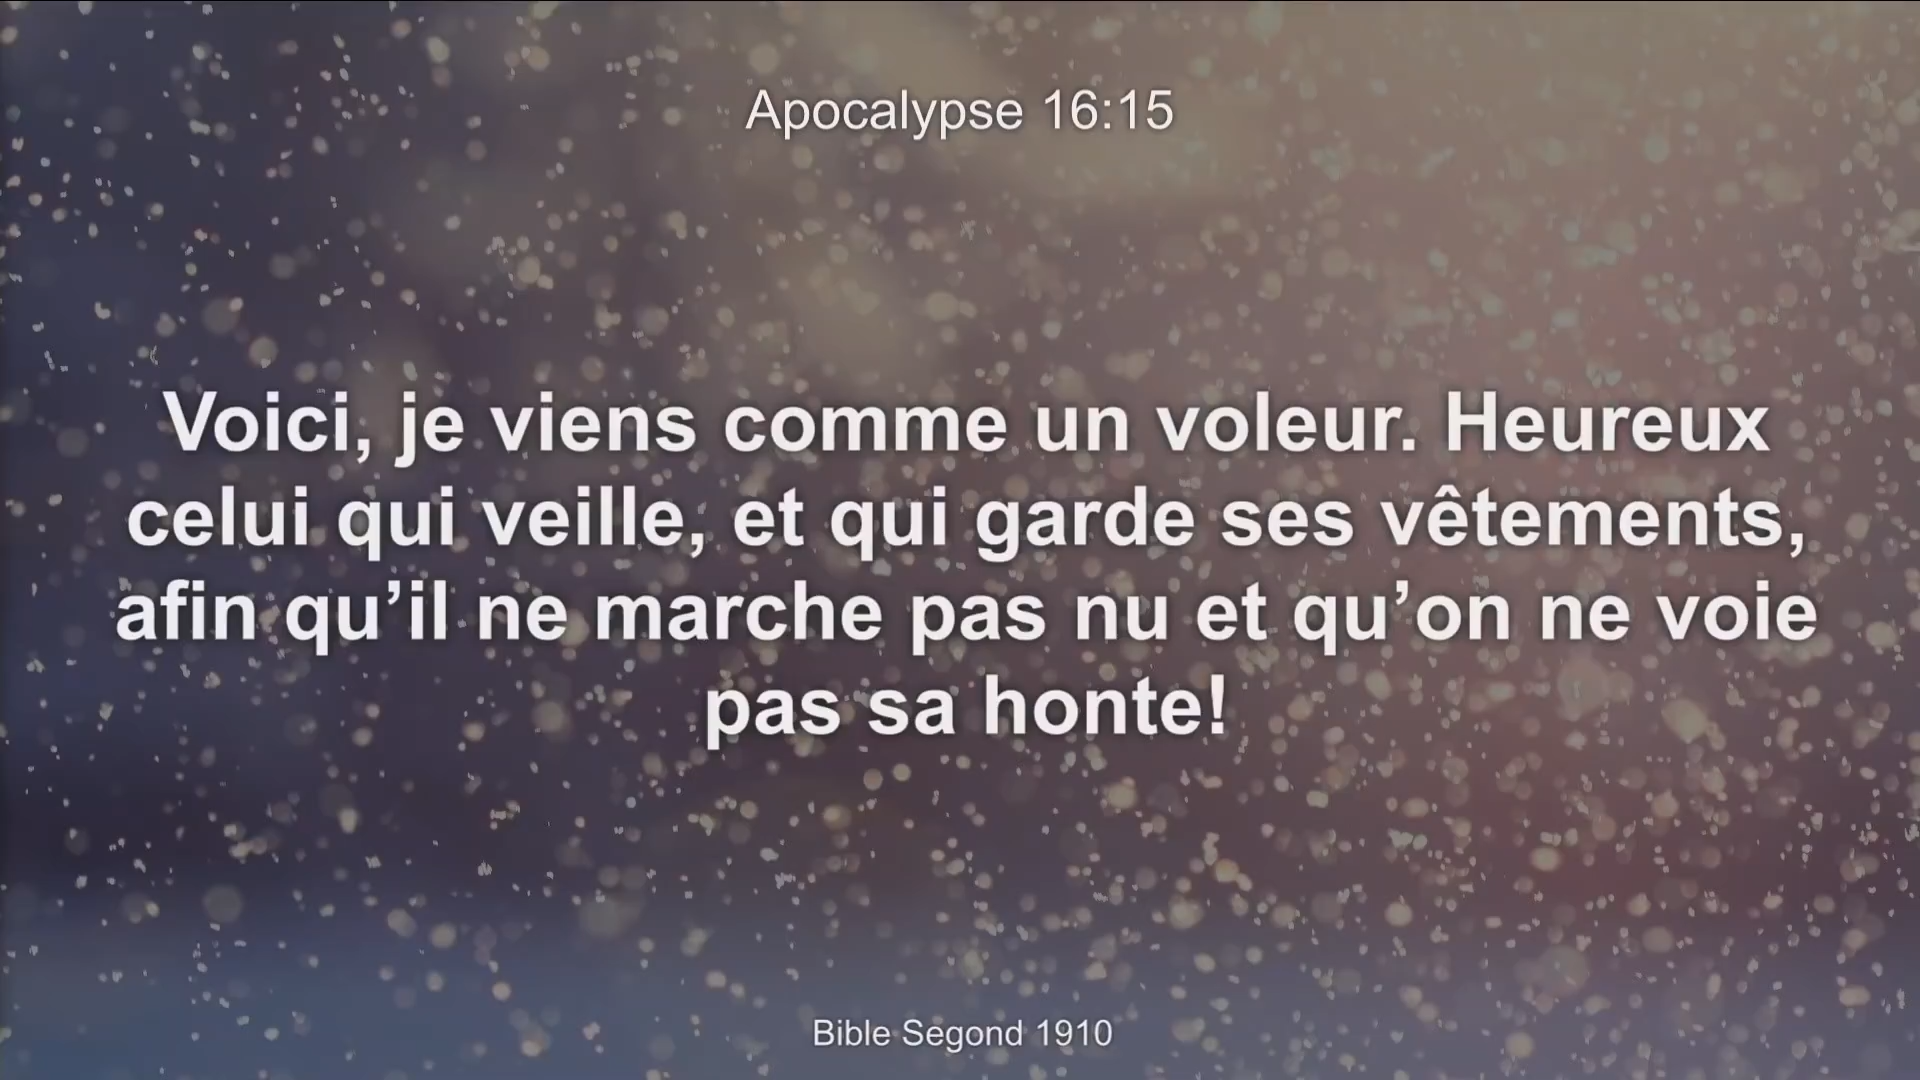 Apocalypse 16:15
Voici, je viens comme un voleur. Heureux
celui qui veille, et qui garde ses vêtements,
afin qu’il ne marche pas nu et qu’on ne voie
pas sa honte!
Bible Segond 1910